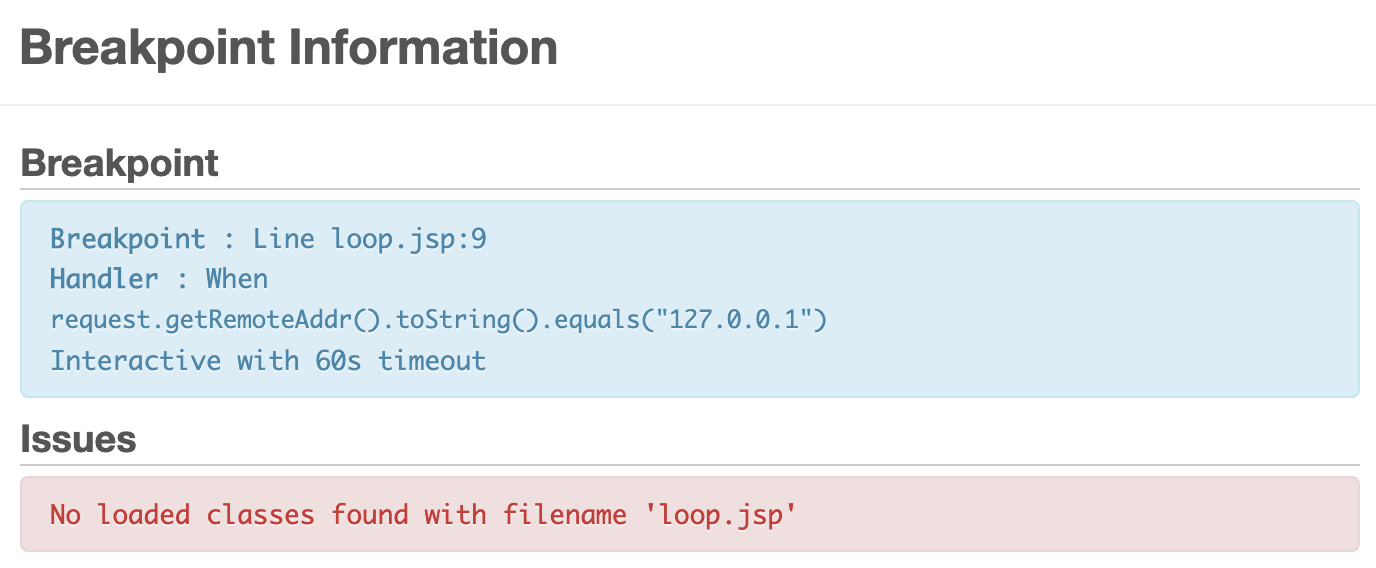 Breakpoint Information
Breakpoint
Breakpoint : Line loop.jsp:9
Handler : When
request.getRemoteAddr().toString().equals("127.0.0.1")
Interactive with 60s timeout
Issues
No loaded classes found with filename 'loop.jsp'